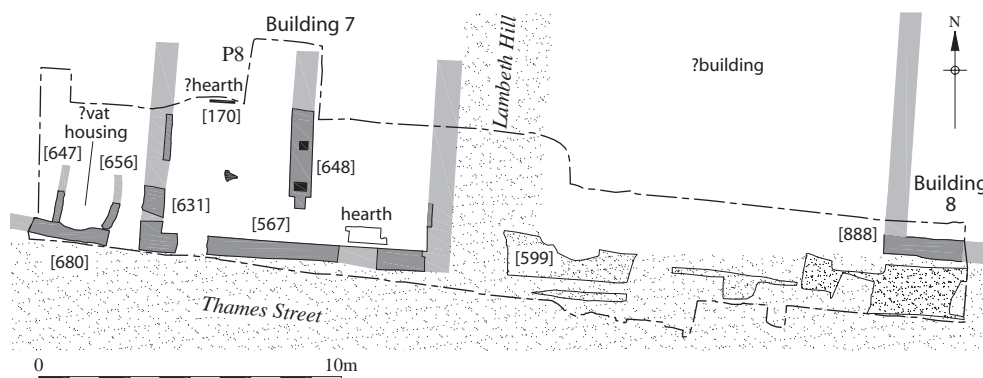 Building 7
P8
?hearth
[170]
?vat
housing
[647]
[656]
[648]
[631]
[567]
hearth
[680]
Lambeth Hill
?building
N
Building
8
[888]
[599]
Thames Street
0
10m